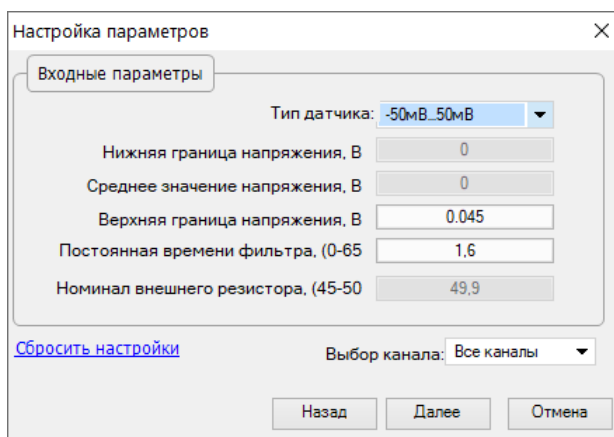 Настройка параметров
Входные параметры
Тип датчика: -50мВ...50мВ
Нижняя граница напряжения, В 0
Среднее значение напряжения, В 0
Верхняя граница напряжения, В 0.045
Постоянная времени фильтра, (0-65 1,6
Номинал внешнего резистора, (45-50 49,9
Сбросить настройки Выбор канала: Все каналы
Назад Далее Отмена